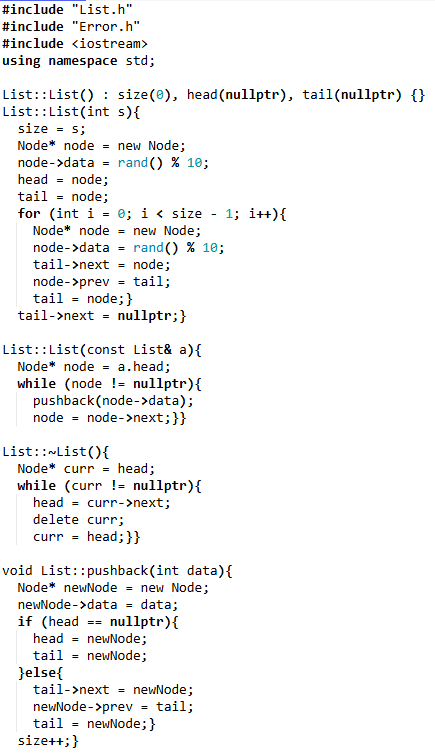 #include "List.h"
#include "Error.h"
#include <iostream>
using namespace std;

List::List() : size(0), head(nullptr), tail(nullptr) {}
List::List(int s){
  size = s;
  Node* node = new Node;
  node->data = rand() % 10;
  head = node;
  tail = node;
  for (int i = 0; i < size - 1; i++){
    Node* node = new Node;
    node->data = rand() % 10;
    tail->next = node;
    node->prev = tail;
    tail = node;}
  tail->next = nullptr;}

List::List(const List& a){
  Node* node = a.head;
  while (node != nullptr){
    pushback(node->data);
    node = node->next;}}

List::~List(){
  Node* curr = head;
  while (curr != nullptr){
    head = curr->next;
    delete curr;
    curr = head;}}

void List::pushback(int data){
  Node* newNode = new Node;
  newNode->data = data;
  if (head == nullptr){
    head = newNode;
    tail = newNode;
  }else{
    tail->next = newNode;
    newNode->prev = tail;
    tail = newNode;}
  size++;}